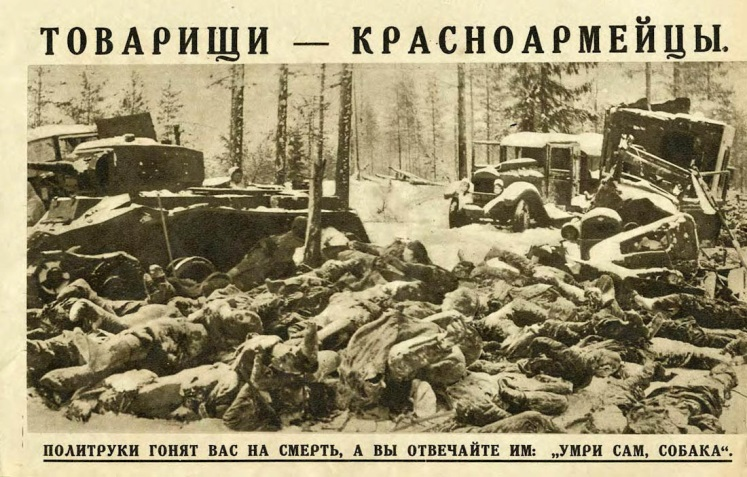 ТОВАРИЩИ — КРАСНОАРМЕЙЦЫ.
ПОЛИТРУКИ ГОНЯТ ВАС НА СМЕРТЬ, А ВЫ ОТВЕЧАЙТЕ ИМ: „УМРИ САМ, СОБАКА“.